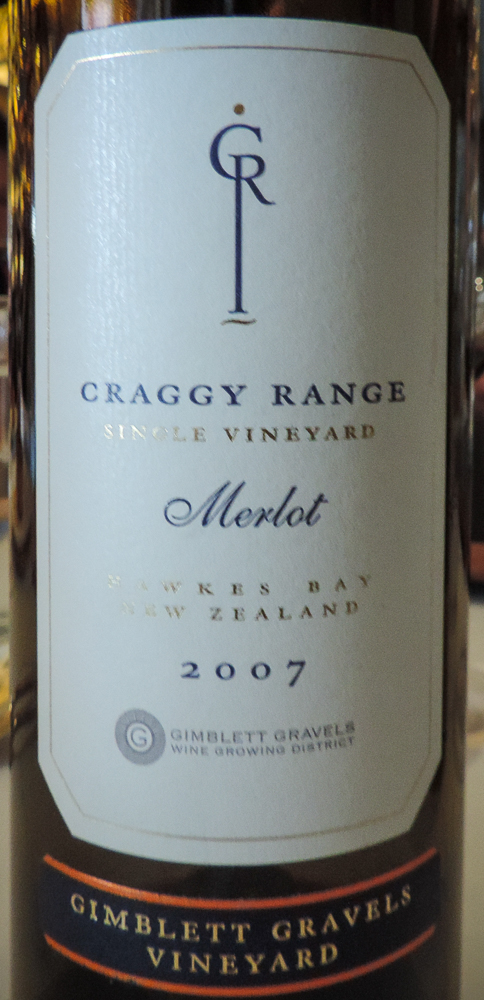 CR
CRAGGY RANGE
SINGLE VINEYARD
Merlot
HAWKES BAY
NEW ZEALAND
2007
G GIMBLETT GRAVELS
WINE GROWING DISTRICT
GIMBLETT GRAVELS
VINEYARD